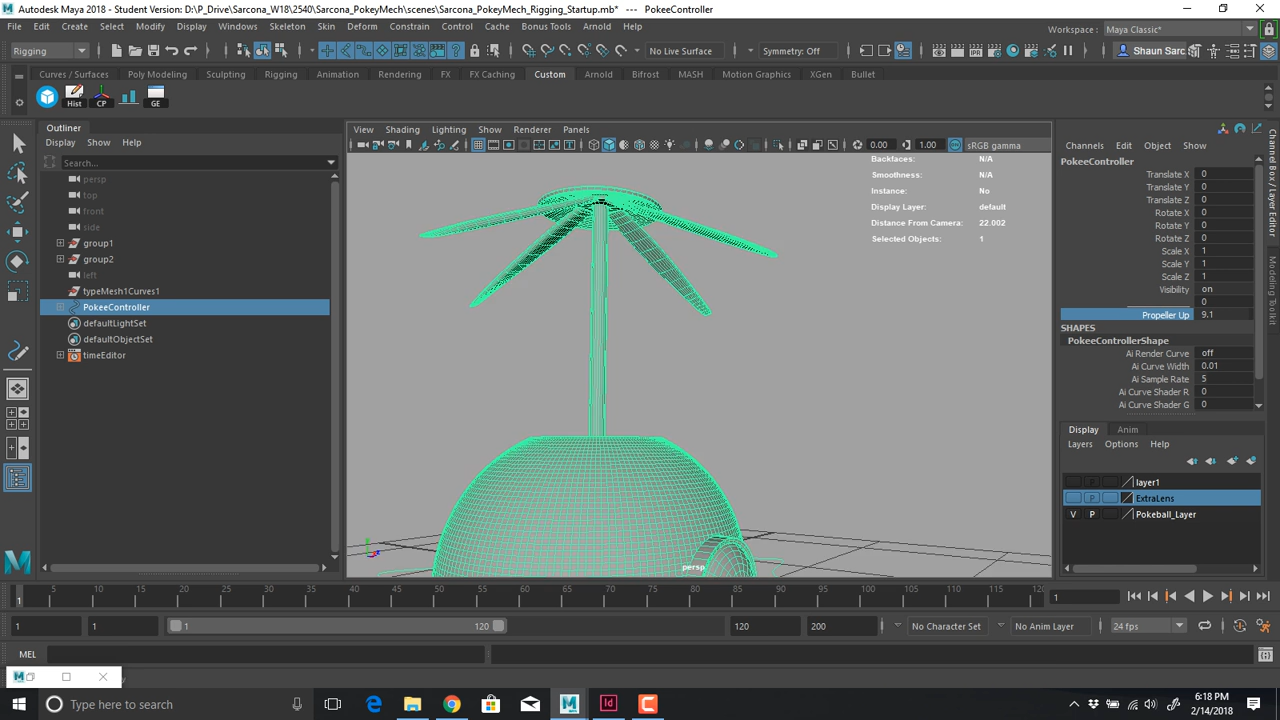 Autodesk Maya 2018 - Student Version: D:\P_Drive\Sarcona_W18\2540\Sarcona_PokeyMech\scenes\Sarcona_PokeyMech_Rigging_Startup.mb* --- PokeeController
File Edit Create Select Modify Display Windows Skeleton Skin Deform Constrain Control Cache Bonus Tools Arnold Help
Workspace: Maya Classic*
Rigging
No Live Surface
Symmetry: Off
Shaun Sarc
Curves / Surfaces Poly Modeling Sculpting Rigging Animation Rendering FX FX Caching Custom Arnold Bifrost MASH Motion Graphics XGen Bullet
Hist CP GE
Outliner
Display Show Help
Search...
persp
top
front
side
group1
group2
left
typeMesh1Curves1
PokeeController
defaultLightSet
defaultObjectSet
timeEditor
View Shading Lighting Show Renderer Panels
0.00 1.00 sRGB gamma
Backfaces: N/A
Smoothness: N/A
Instance: No
Display Layer: default
Distance From Camera: 22.002
Selected Objects: 1
persp
Channels Edit Object Show
PokeeController
Translate X 0
Translate Y 0
Translate Z 0
Rotate X 0
Rotate Y 0
Rotate Z 0
Scale X 1
Scale Y 1
Scale Z 1
Visibility on
0
Propeller Up 9.1
SHAPES
PokeeControllerShape
Ai Render Curve off
Ai Curve Width 0.01
Ai Sample Rate 5
Ai Curve Shader R 0
Ai Curve Shader G 0
Display Anim
Layers Options Help
layer1
P ExtraLens
V P Pokeball_Layer
Channel Box / Layer Editor
Modeling Toolkit
1 5 10 15 20 25 30 35 40 45 50 55 60 65 70 75 80 85 90 95 100 105 110 115 120
1
1 1 1 120 120 200 No Character Set No Anim Layer 24 fps
MEL
Type here to search
6:18 PM
2/14/2018